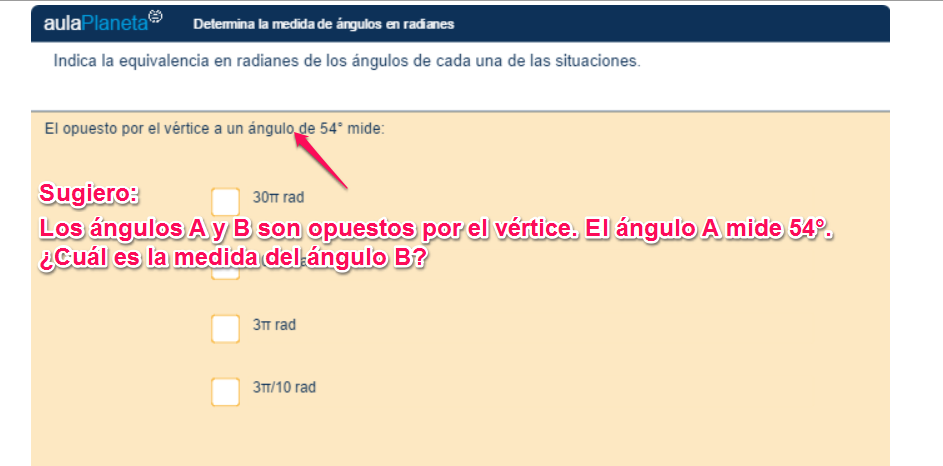 aulaPlaneta Determina la medida de ángulos en radianes
Indica la equivalencia en radianes de los ángulos de cada una de las situaciones.
El opuesto por el vértice a un ángulo de 54° mide:
30π rad
Sugiero:
Los ángulos A y B son opuestos por el vértice. El ángulo A mide 54°.
¿Cuál es la medida del ángulo B?
3π rad
3π/10 rad